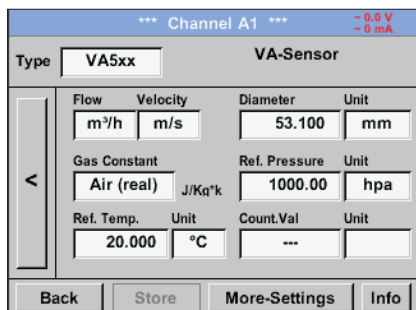 *** Channel A1 ***
~ 0.0 V
~ 0 mA
Type VA5xx VA-Sensor
Flow Velocity Diameter Unit
m³/h m/s 53.100 mm
Gas Constant Ref. Pressure Unit
< Air (real) J/Kg*k 1000.00 hpa
Ref. Temp. Unit Count.Val Unit
20.000 °C ---
Back Store More-Settings Info